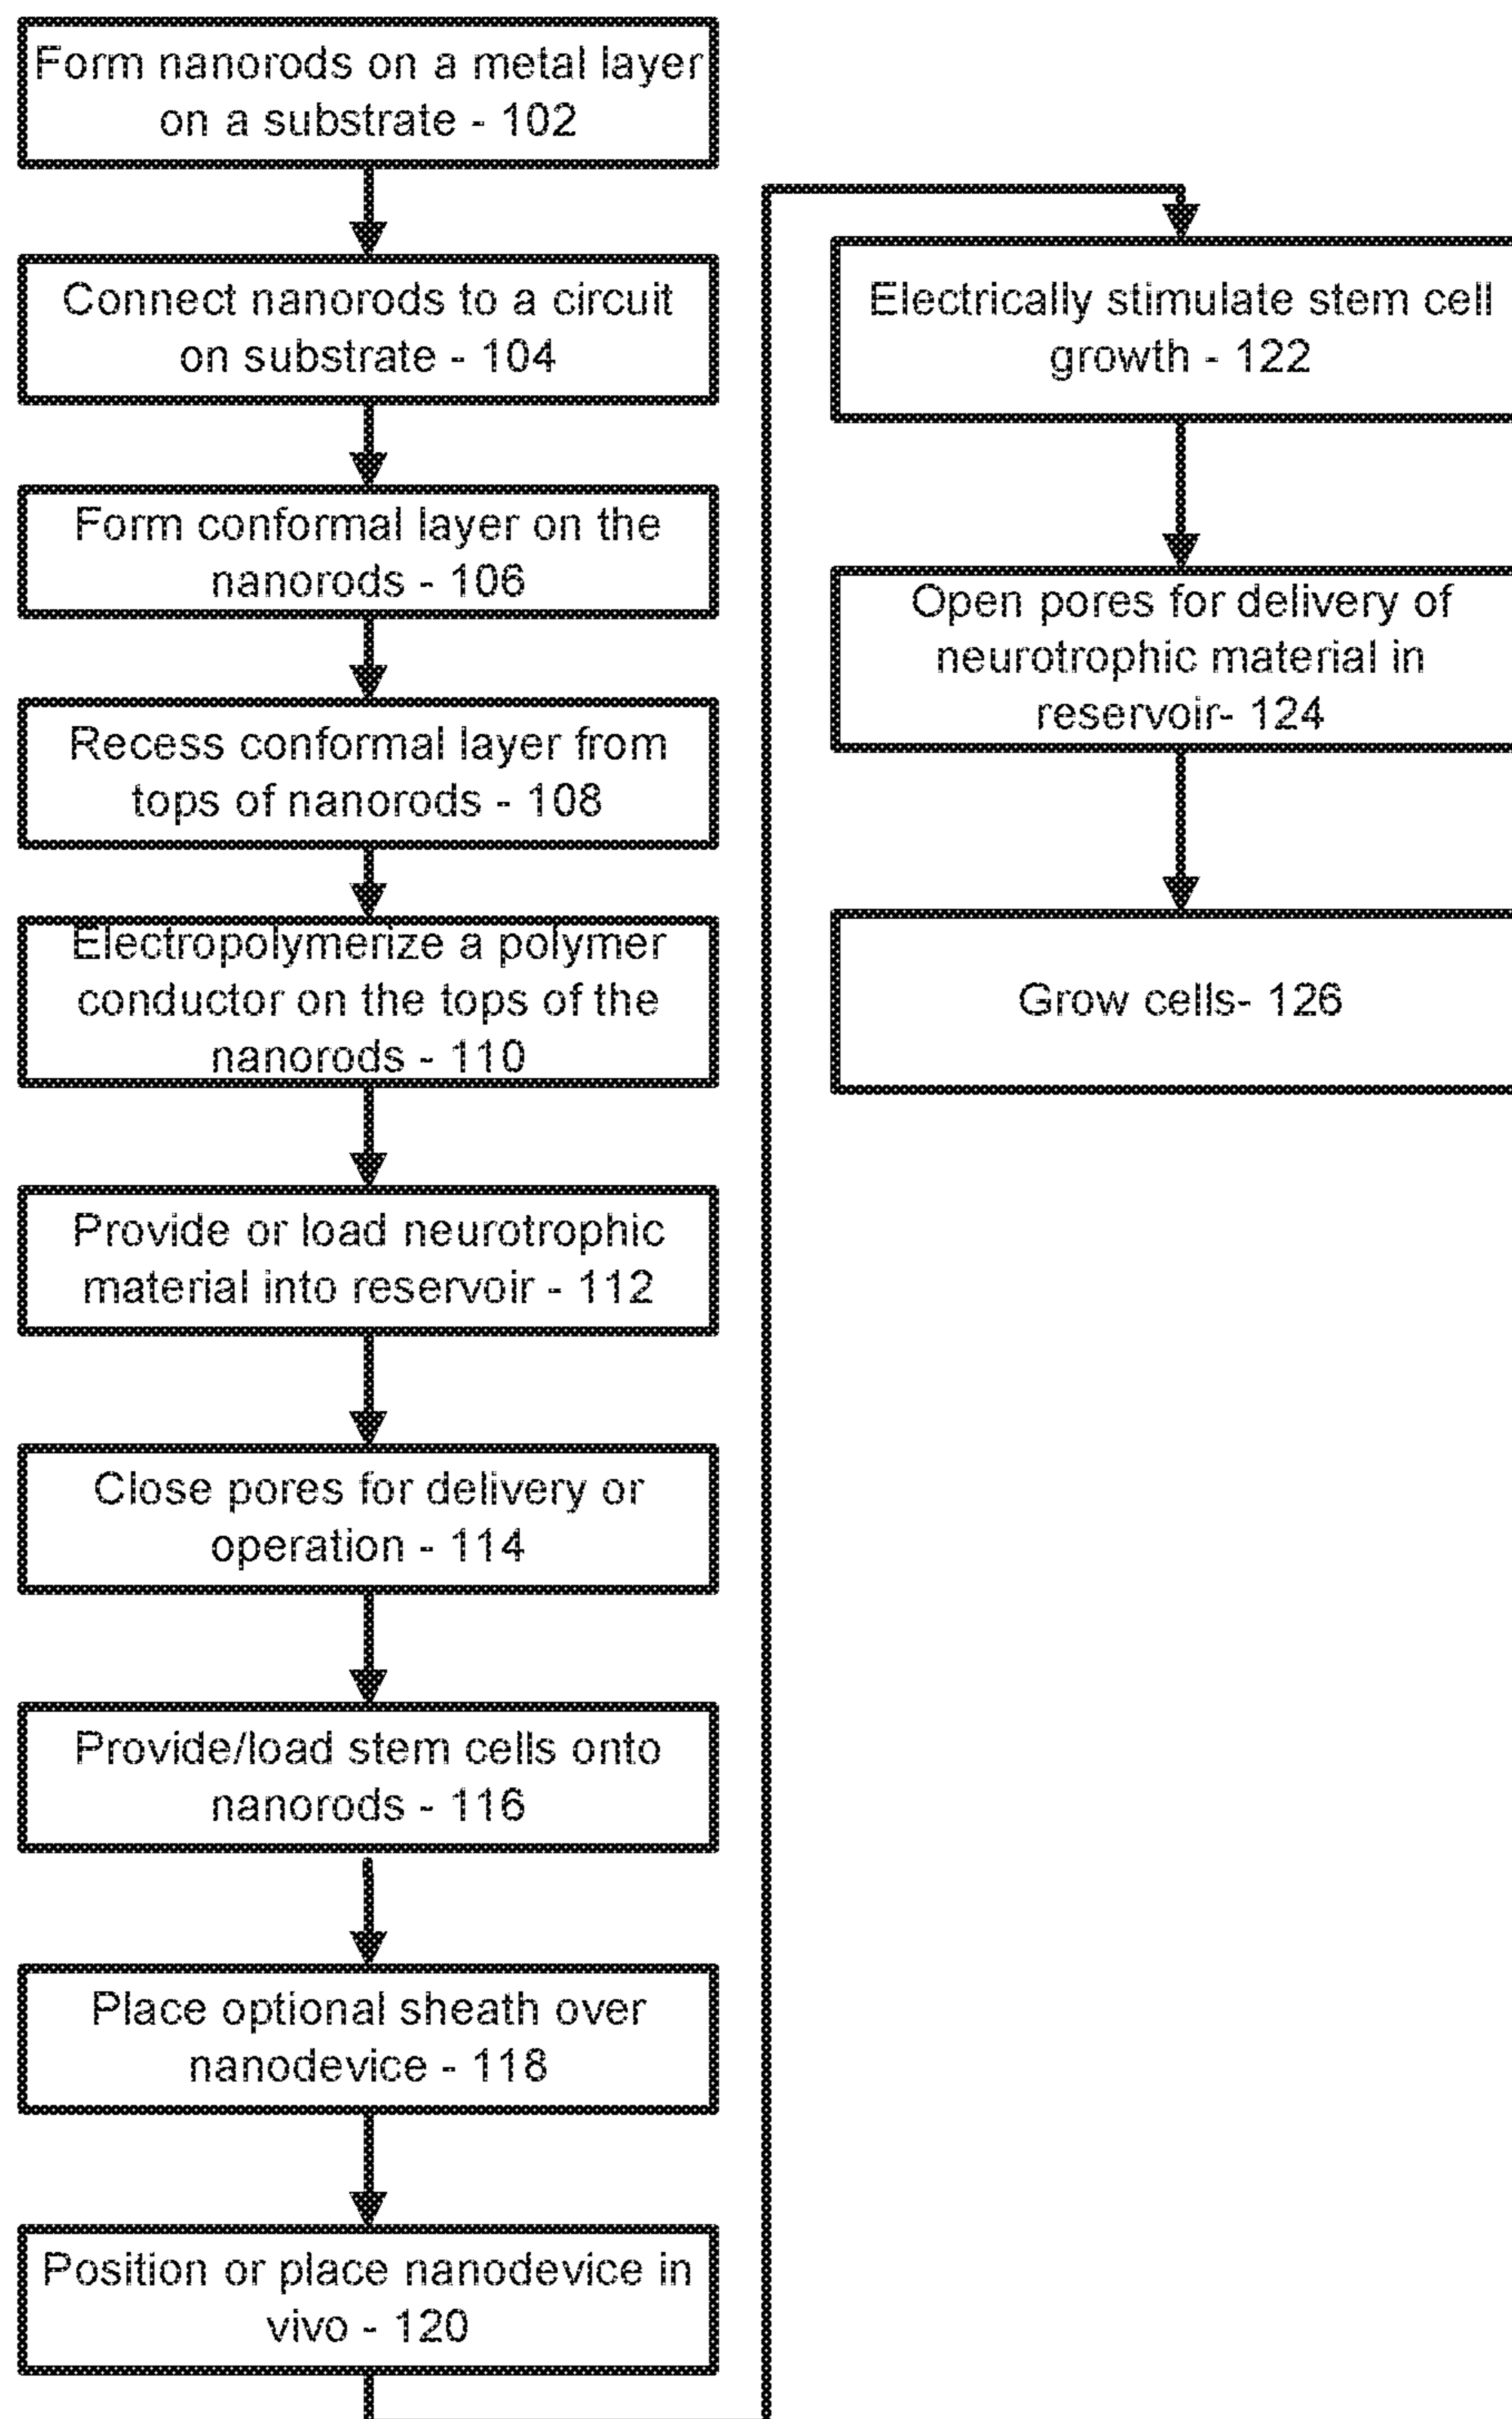 Form nanorods on a metal layer
on a substrate - 102
Connect nanorods to a circuit
on substrate - 104
Form conformal layer on the
nanorods - 106
Recess conformal layer from
tops of nanorods - 108
Electropolymerize a polymer
conductor on the tops of the
nanorods - 110
Provide or load neurotrophic
material into reservoir - 112
Close pores for delivery or
operation - 114
Provide/load stem cells onto
nanorods - 116
Place optional sheath over
nanodevice - 118
Position or place nanodevice in
vivo - 120
Electrically stimulate stem cell
growth - 122
Open pores for delivery of
neurotrophic material in
reservoir- 124
Grow cells- 126